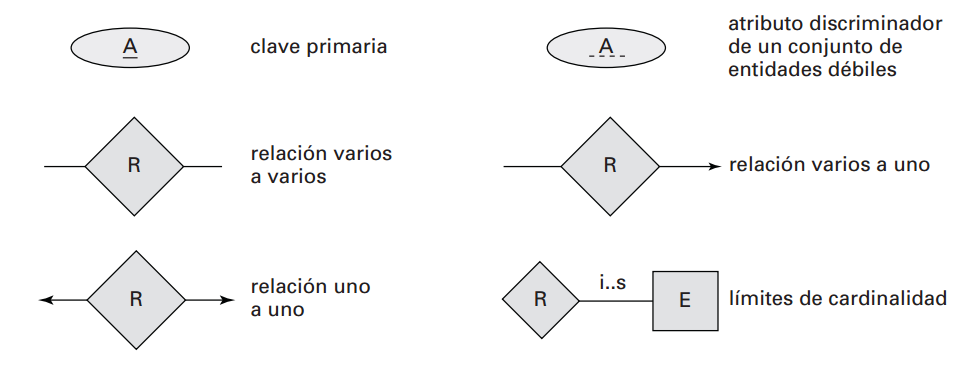 A
clave primaria
A
atributo discriminador
de un conjunto de
entidades débiles
R
relación varios
a varios
R
relación varios a uno
R
relación uno
a uno
R
i..s
E
límites de cardinalidad